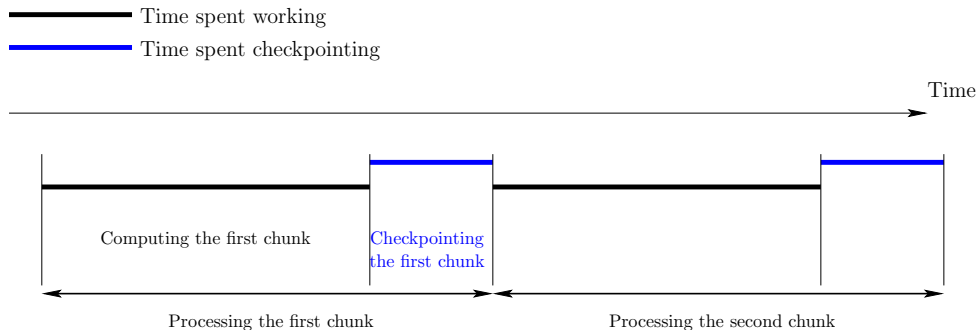 Time spent working
Time spent checkpointing
Time
Computing the first chunk
Checkpointing
the first chunk
Processing the first chunk
Processing the second chunk